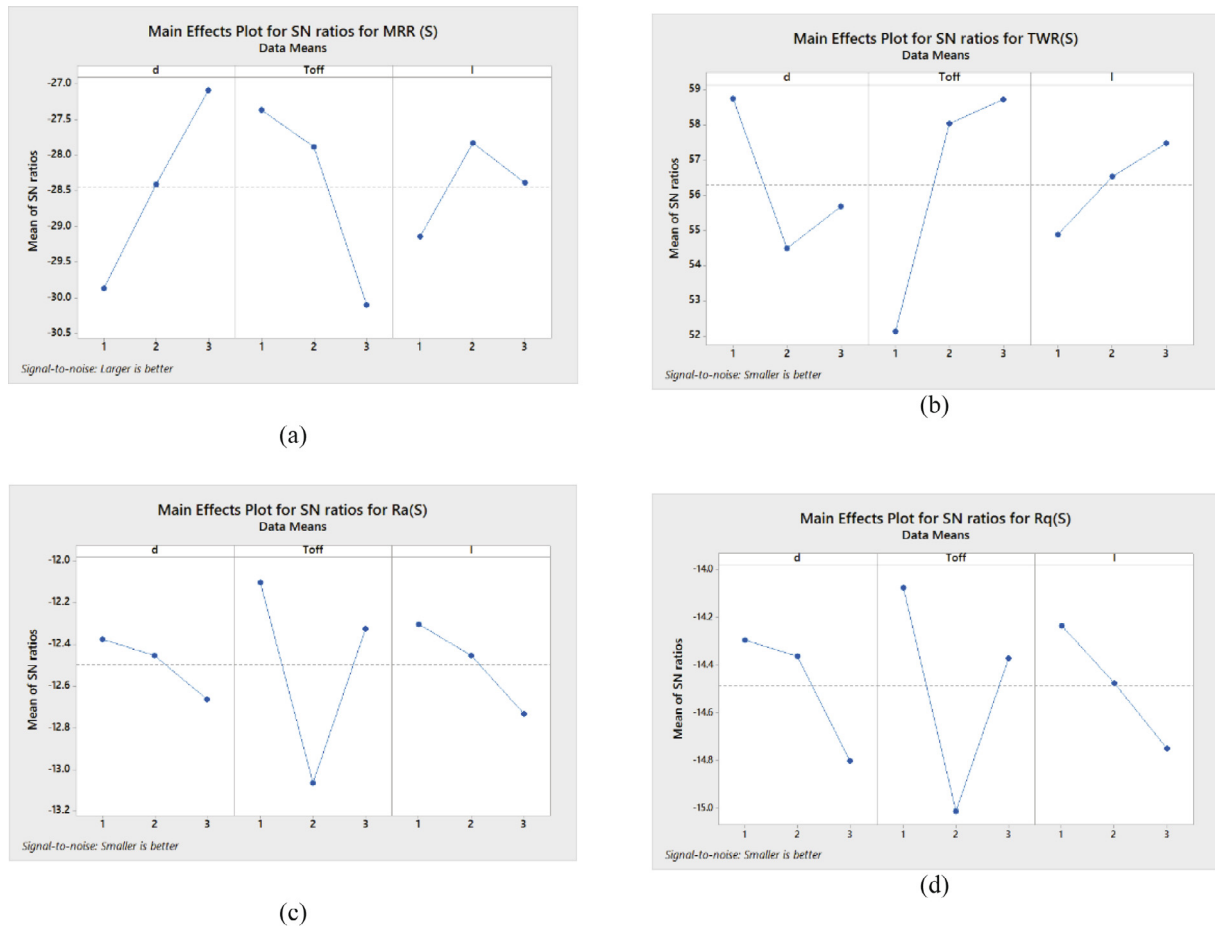 Main Effects Plot for SN ratios for MRR (S)
Data Means
d Toff I
Mean of SN ratios
-27.0
-27.5
-28.0
-28.5
-29.0
-29.5
-30.0
-30.5
1 2 3 1 2 3 1 2 3
Signal-to-noise: Larger is better
(a)
Main Effects Plot for SN ratios for TWR(S)
Data Means
d Toff I
Mean of SN ratios
59
58
57
56
55
54
53
52
1 2 3 1 2 3 1 2 3
Signal-to-noise: Smaller is better
(b)
Main Effects Plot for SN ratios for Ra(S)
Data Means
d Toff I
Mean of SN ratios
-12.0
-12.2
-12.4
-12.6
-12.8
-13.0
-13.2
1 2 3 1 2 3 1 2 3
Signal-to-noise: Smaller is better
(c)
Main Effects Plot for SN ratios for Rq(S)
Data Means
d Toff I
Mean of SN ratios
-14.0
-14.2
-14.4
-14.6
-14.8
-15.0
1 2 3 1 2 3 1 2 3
Signal-to-noise: Smaller is better
(d)